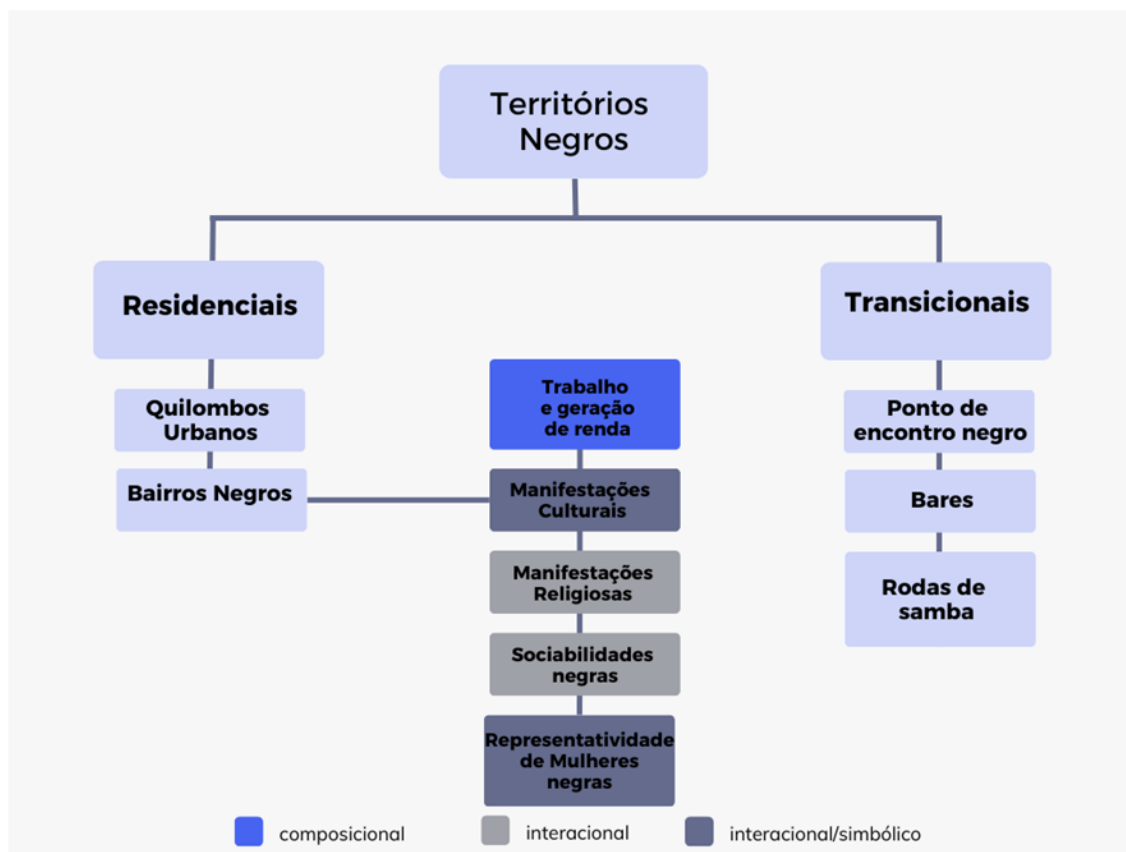 Territórios
Negros
Residenciais
Quilombos
Urbanos
Bairros Negros
Trabalho
e geração
de renda
Manifestações
Culturais
Manifestações
Religiosas
Sociabilidades
negras
Representatividade
de Mulheres
negras
Transicionais
Ponto de
encontro negro
Bares
Rodas de
samba
composicional
interacional
interacional/simbólico